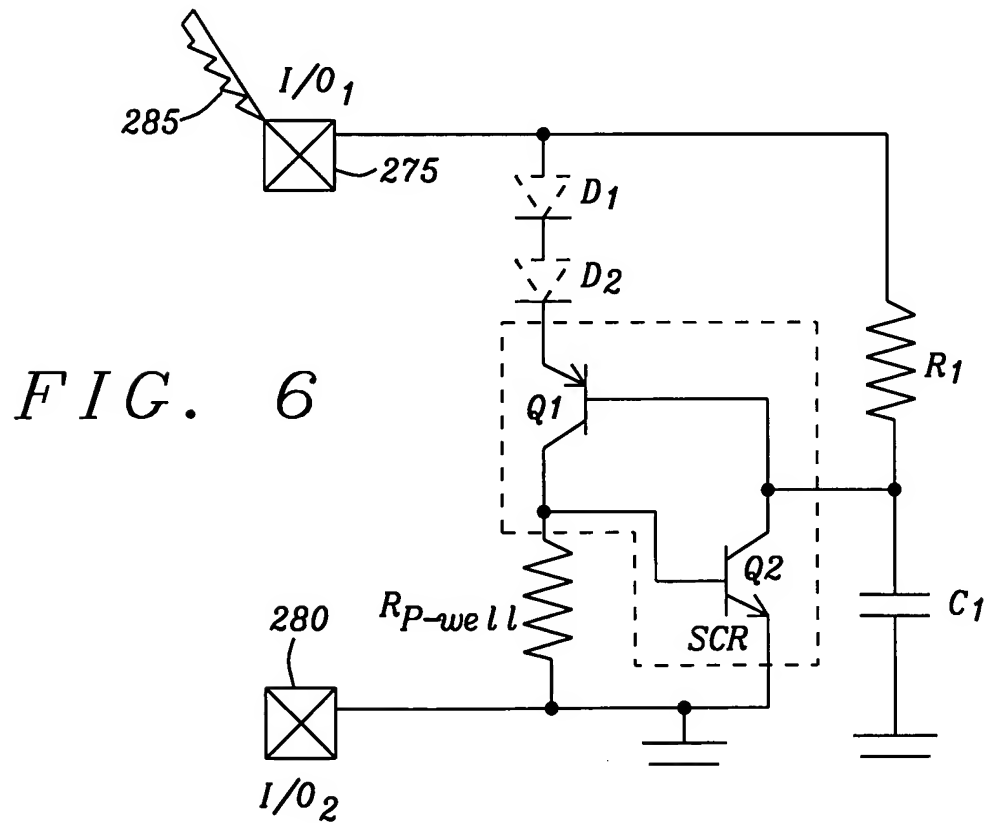 I/O1
285
275
D1
D2
FIG. 6
Q1
R1
Q2
RP-well
280
SCR
C1
I/O2